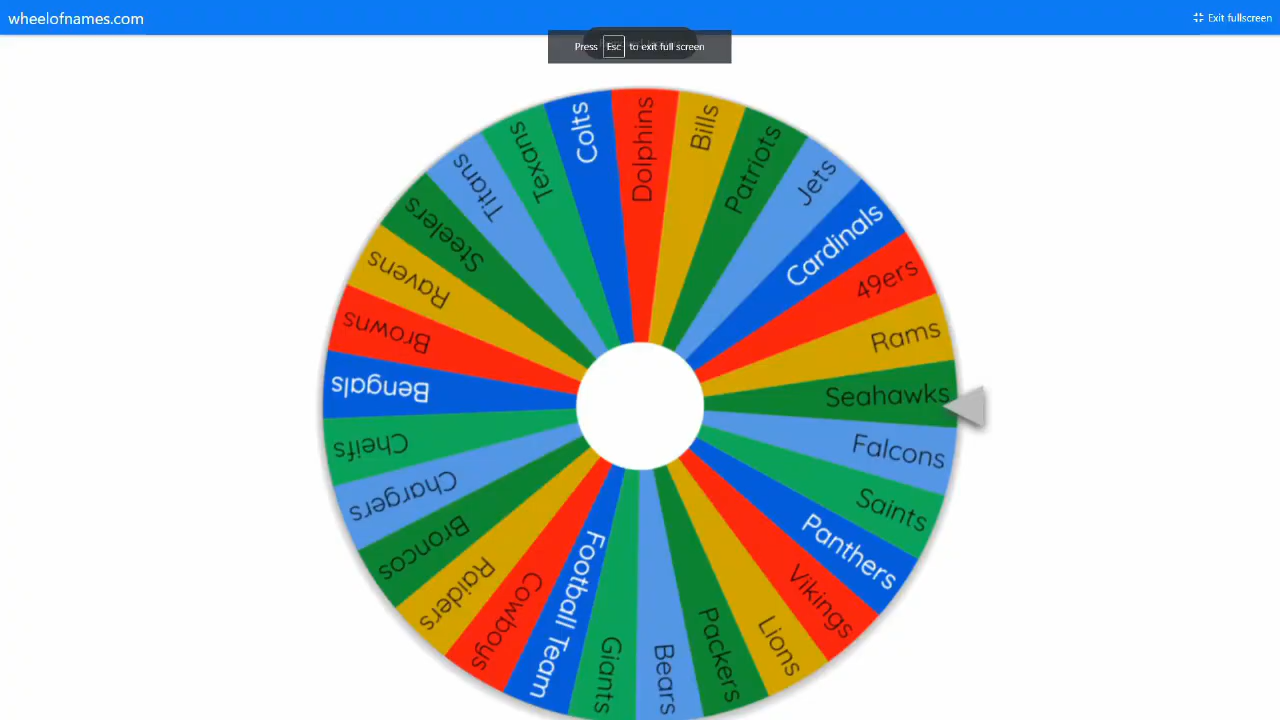 wheelofnames.com
Exit fullscreen
Press Esc to exit full screen
Dolphins
Bills
Patriots
Jets
Cardinals
49ers
Rams
Seahawks
Falcons
Saints
Panthers
Vikings
Lions
Packers
Bears
Giants
Football Team
Cowboys
Raiders
Broncos
Chargers
Cheifs
Bengals
Browns
Ravens
Steelers
Titans
Texans
Colts